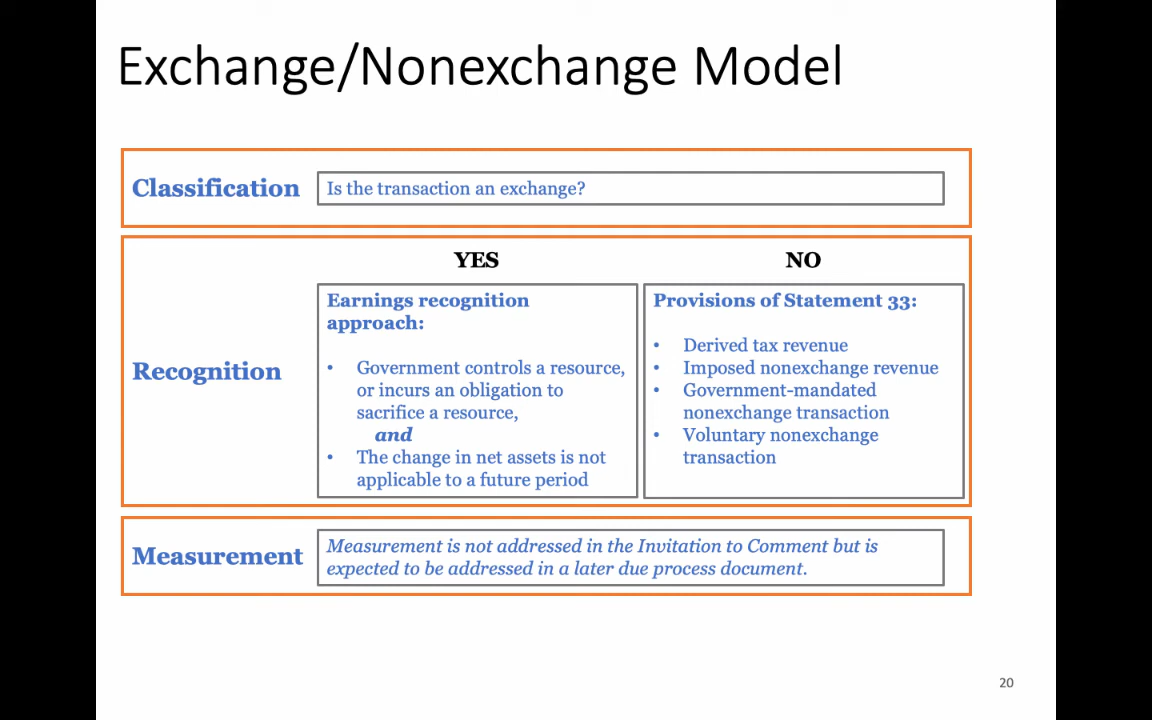 Exchange/Nonexchange Model
Classification
Is the transaction an exchange?
YES
NO
Recognition
Earnings recognition
approach:
• Government controls a resource,
or incurs an obligation to
sacrifice a resource,
and
• The change in net assets is not
applicable to a future period
Provisions of Statement 33:
• Derived tax revenue
• Imposed nonexchange revenue
• Government-mandated
nonexchange transaction
• Voluntary nonexchange
transaction
Measurement
Measurement is not addressed in the Invitation to Comment but is
expected to be addressed in a later due process document.
20